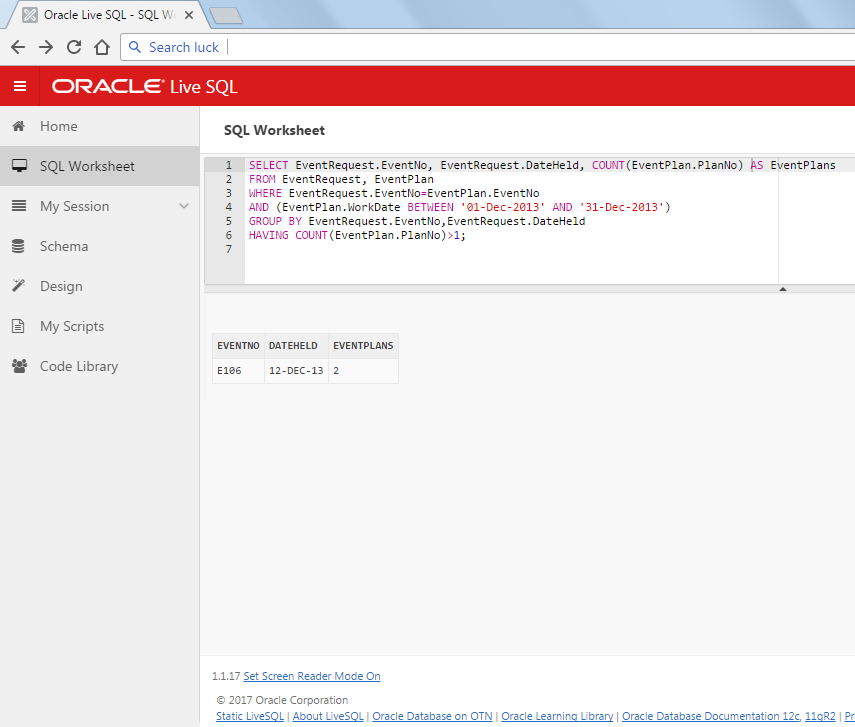 Oracle Live SQL - SQL Wo
Search luck
ORACLE Live SQL
Home
SQL Worksheet
My Session
Schema
Design
My Scripts
Code Library
SQL Worksheet
1 SELECT EventRequest.EventNo, EventRequest.DateHeld, COUNT(EventPlan.PlanNo) AS EventPlans
2 FROM EventRequest, EventPlan
3 WHERE EventRequest.EventNo=EventPlan.EventNo
4 AND (EventPlan.WorkDate BETWEEN '01-Dec-2013' AND '31-Dec-2013')
5 GROUP BY EventRequest.EventNo,EventRequest.DateHeld
6 HAVING COUNT(EventPlan.PlanNo)>1;
7
EVENTNO DATEHELD EVENTPLANS
E106 12-DEC-13 2
1.1.17 Set Screen Reader Mode On
© 2017 Oracle Corporation
Static LiveSQL | About LiveSQL | Oracle Database on OTN | Oracle Learning Library | Oracle Database Documentation 12c, 11gR2 | Pr